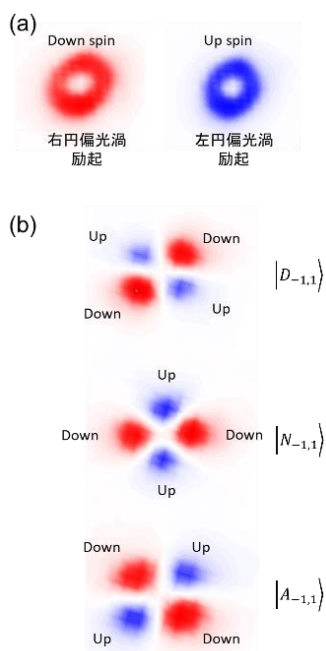 (a)
Down spin
Up spin
右円偏光渦
励起
左円偏光渦
励起
(b)
Up
Down
Down
Up
|D₋₁,₁⟩
Up
Down
Down
Up
|N₋₁,₁⟩
Down
Up
Up
Down
|A₋₁,₁⟩